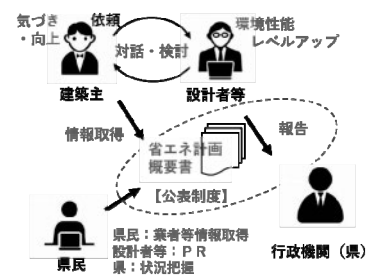 気づき
・向上
依頼
対話・検討
環境性能
レベルアップ
建築主
設計者等
情報取得
報告
省エネ計画
概要書
【公表制度】
県民
県民：業者等情報取得
設計者等：ＰＲ
県：状況把握
行政機関（県）